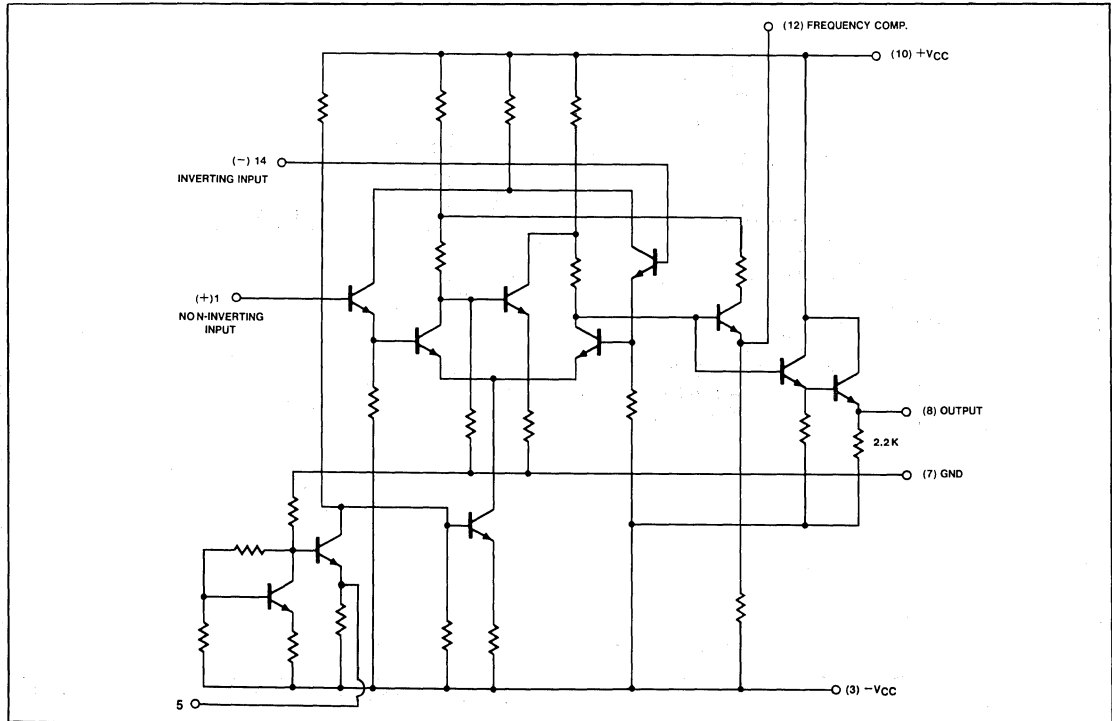 (12) FREQUENCY COMP.
(10) +VCC
(−) 14
INVERTING INPUT
(+)1
NON-INVERTING
INPUT
(8) OUTPUT
2.2K
(7) GND
(3) −VCC
5